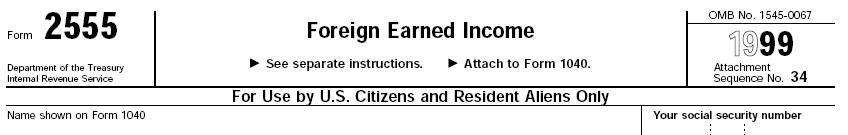 Form 2555
Department of the Treasury
Internal Revenue Service
Foreign Earned Income
► See separate instructions. ► Attach to Form 1040.
OMB No. 1545-0067
1999
Attachment
Sequence No. 34
For Use by U.S. Citizens and Resident Aliens Only
Name shown on Form 1040
Your social security number